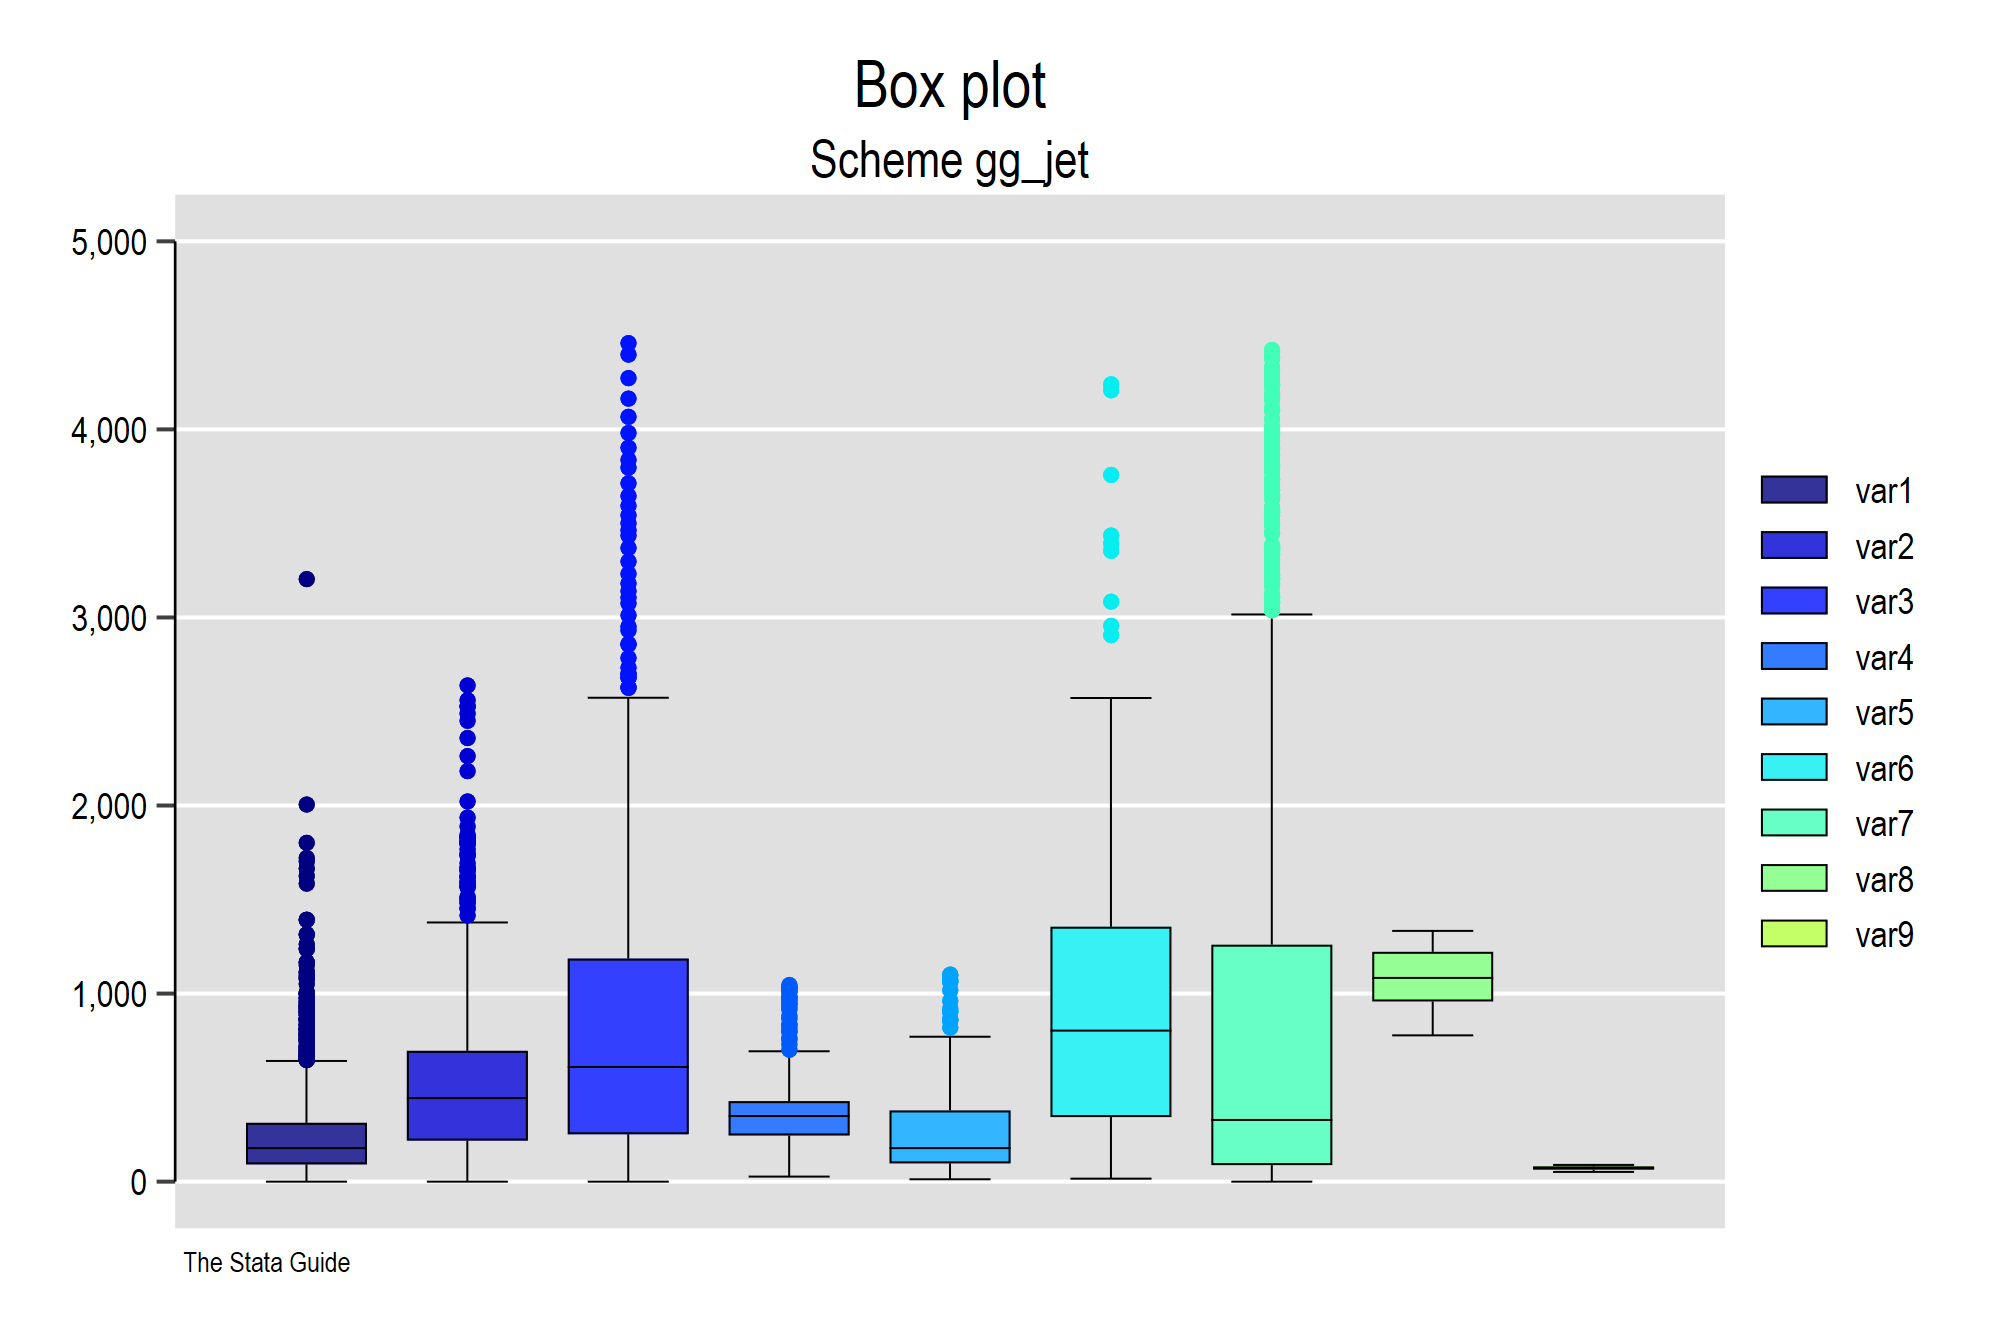 Box plot
Scheme gg_jet
5,000
4,000
3,000
2,000
1,000
0
var1
var2
var3
var4
var5
var6
var7
var8
var9
The Stata Guide